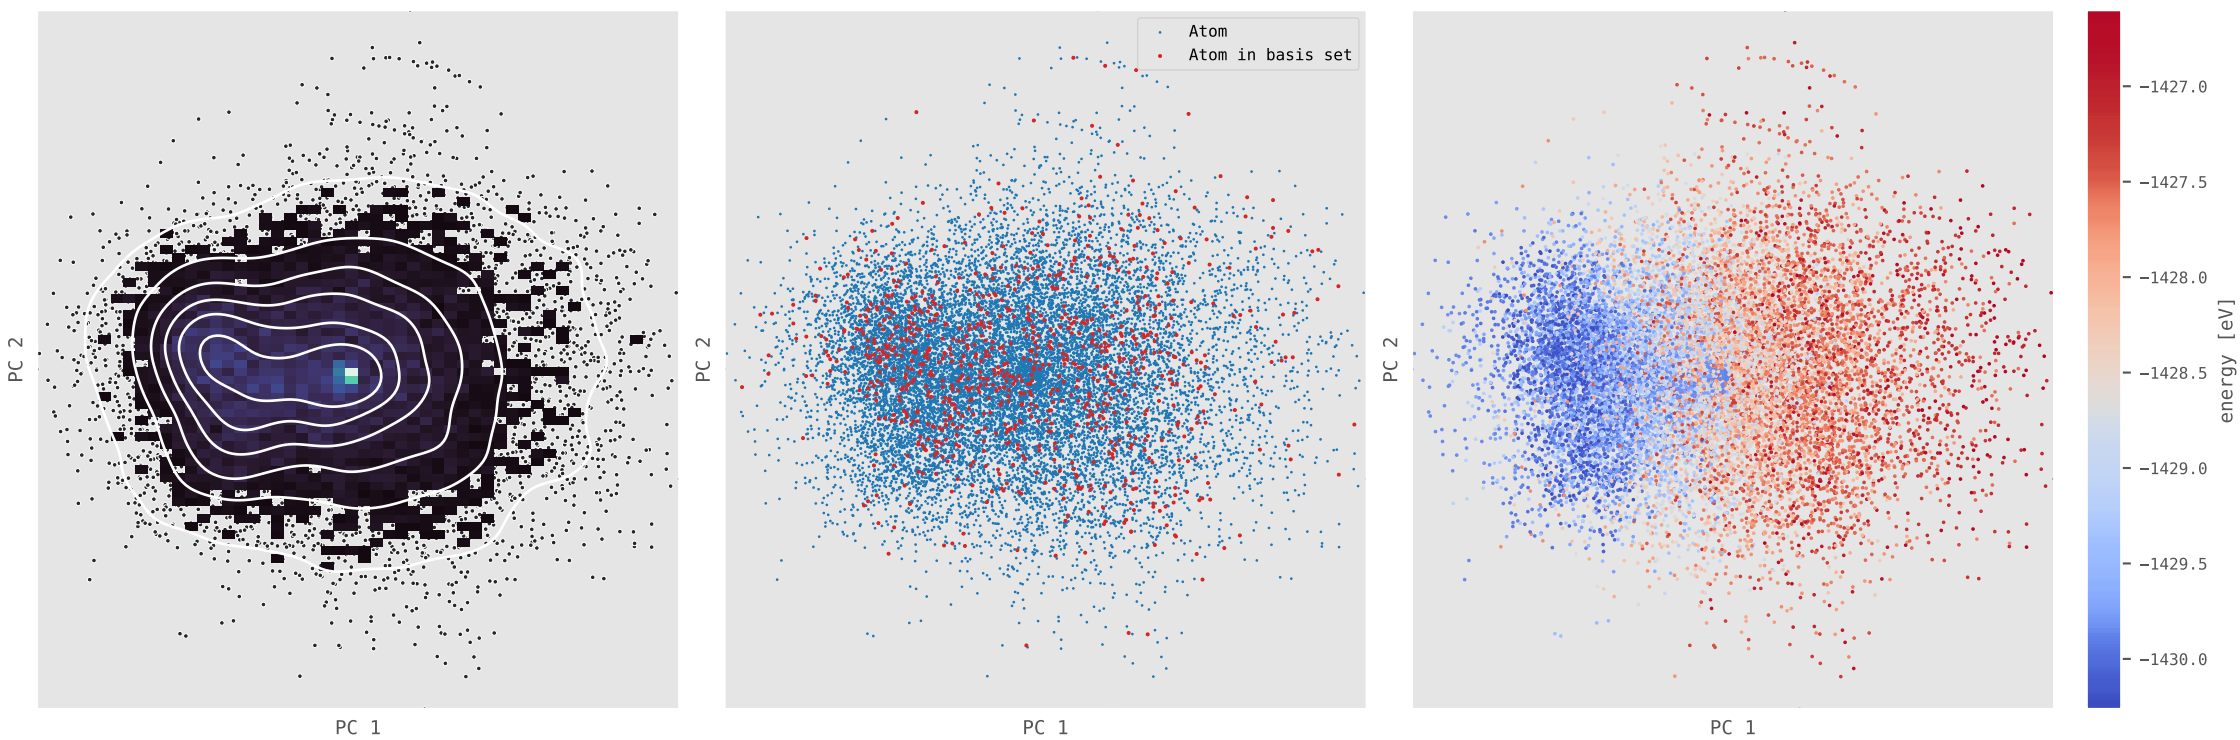 PC 2
PC 1
PC 2
Atom
Atom in basis set
PC 1
PC 2
PC 1
−1427.0
−1427.5
−1428.0
−1428.5
−1429.0
−1429.5
−1430.0
energy [eV]